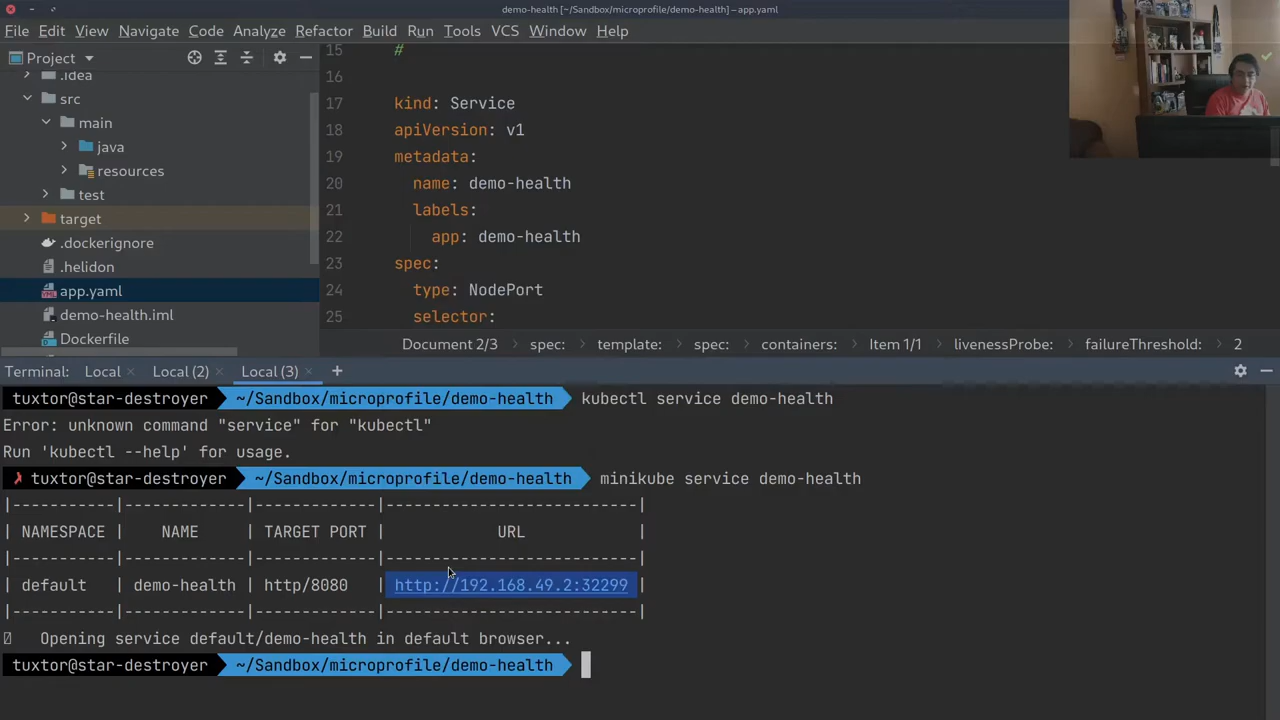 demo-health [~/Sandbox/microprofile/demo-health] – app.yaml
File Edit View Navigate Code Analyze Refactor Build Run Tools VCS Window Help
Project
.idea
src
main
java
resources
test
target
.dockerignore
.helidon
app.yaml
demo-health.iml
Dockerfile
15 #
16
17 kind: Service
18 apiVersion: v1
19 metadata:
20 name: demo-health
21 labels:
22 app: demo-health
23 spec:
24 type: NodePort
25 selector:
Document 2/3 › spec: › template: › spec: › containers: › Item 1/1 › livenessProbe: › failureThreshold: › 2
Terminal: Local × Local (2) × Local (3) × +
tuxtor@star-destroyer ~/Sandbox/microprofile/demo-health kubectl service demo-health
Error: unknown command "service" for "kubectl"
Run 'kubectl --help' for usage.
✗ tuxtor@star-destroyer ~/Sandbox/microprofile/demo-health minikube service demo-health
|-----------|-------------|-------------|---------------------------|
| NAMESPACE | NAME | TARGET PORT | URL |
|-----------|-------------|-------------|---------------------------|
| default | demo-health | http/8080 | http://192.168.49.2:32299 |
|-----------|-------------|-------------|---------------------------|
Opening service default/demo-health in default browser...
tuxtor@star-destroyer ~/Sandbox/microprofile/demo-health